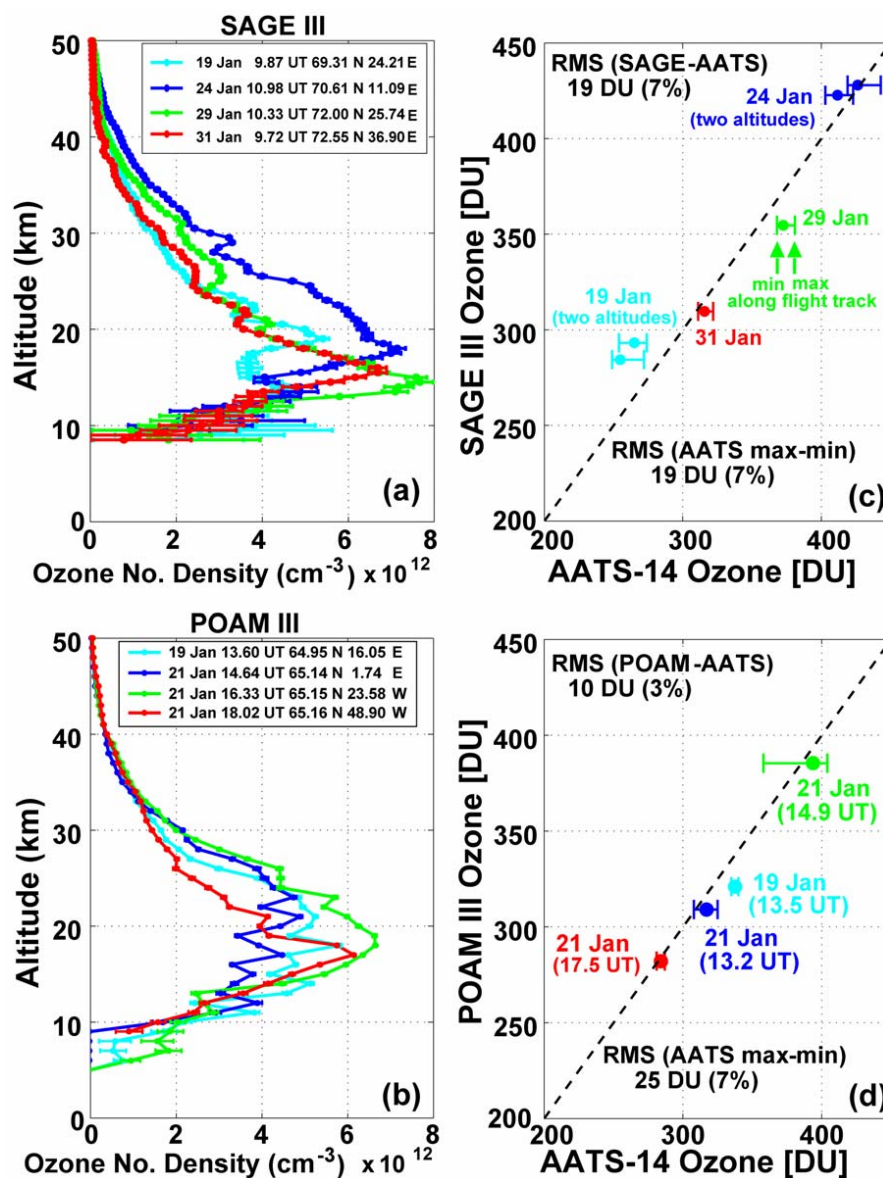 SAGE III
50
40
30
20
10
0
Altitude (km)
19 Jan 9.87 UT 69.31 N 24.21 E
24 Jan 10.98 UT 70.61 N 11.09 E
29 Jan 10.33 UT 72.00 N 25.74 E
31 Jan 9.72 UT 72.55 N 36.90 E
(a)
0 2 4 6 8
Ozone No. Density (cm-3) x 10 12
450
400
350
300
250
200
SAGE III Ozone [DU]
RMS (SAGE-AATS)
19 DU (7%)
24 Jan
(two altitudes)
29 Jan
min max
along flight track
19 Jan
(two altitudes)
31 Jan
RMS (AATS max-min)
19 DU (7%)
(c)
200 300 400
AATS-14 Ozone [DU]
POAM III
50
40
30
20
10
0
Altitude (km)
19 Jan 13.60 UT 64.95 N 16.05 E
21 Jan 14.64 UT 65.14 N 1.74 E
21 Jan 16.33 UT 65.15 N 23.58 W
21 Jan 18.02 UT 65.16 N 48.90 W
(b)
0 2 4 6 8
Ozone No. Density (cm-3) x 10 12
450
400
350
300
250
200
POAM III Ozone [DU]
RMS (POAM-AATS)
10 DU (3%)
21 Jan
(14.9 UT)
19 Jan
(13.5 UT)
21 Jan
(13.2 UT)
21 Jan
(17.5 UT)
RMS (AATS max-min)
25 DU (7%)
(d)
200 300 400
AATS-14 Ozone [DU]